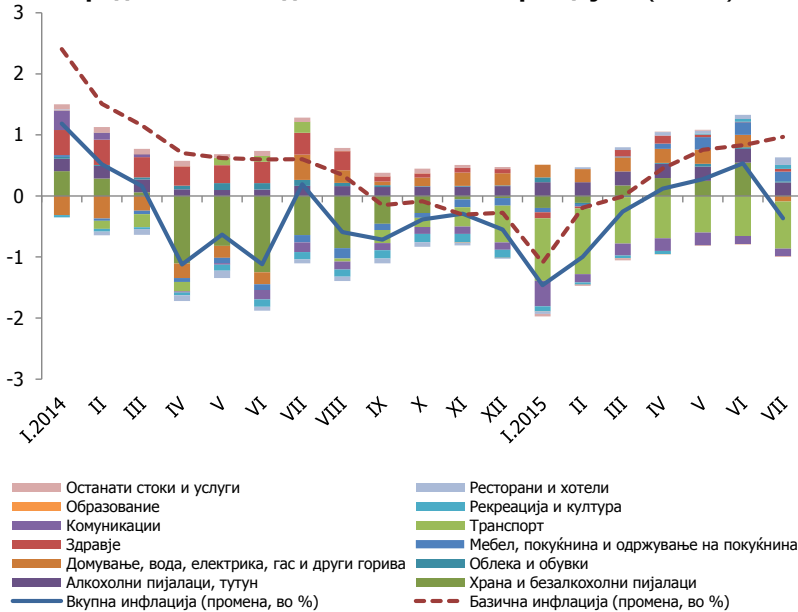 3
2
1
0
-1
-2
-3
I.2014
II
III
IV
V
VI
VII
VIII
IX
X
XI
XII
I.2015
II
III
IV
V
VI
VII
Останати стоки и услуги
Ресторани и хотели
Образование
Рекреација и култура
Комуникации
Транспорт
Здравје
Мебел, покуќнина и одржување на покуќнина
Домување, вода, електрика, гас и други горива
Облека и обувки
Алкохолни пијалаци, тутун
Храна и безалкохолни пијалаци
Вкупна инфлација (промена, во %)
Базична инфлација (промена, во %)